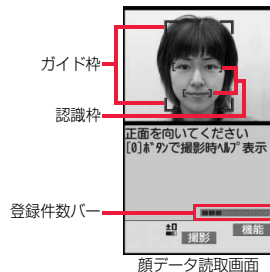 ガイド枠
認識枠
正面を向いてください
[0]ﾎﾞﾀﾝで撮影時ﾍﾙﾌﾟ表示
登録件数バー
±0
撮影
機能
顔データ読取画面